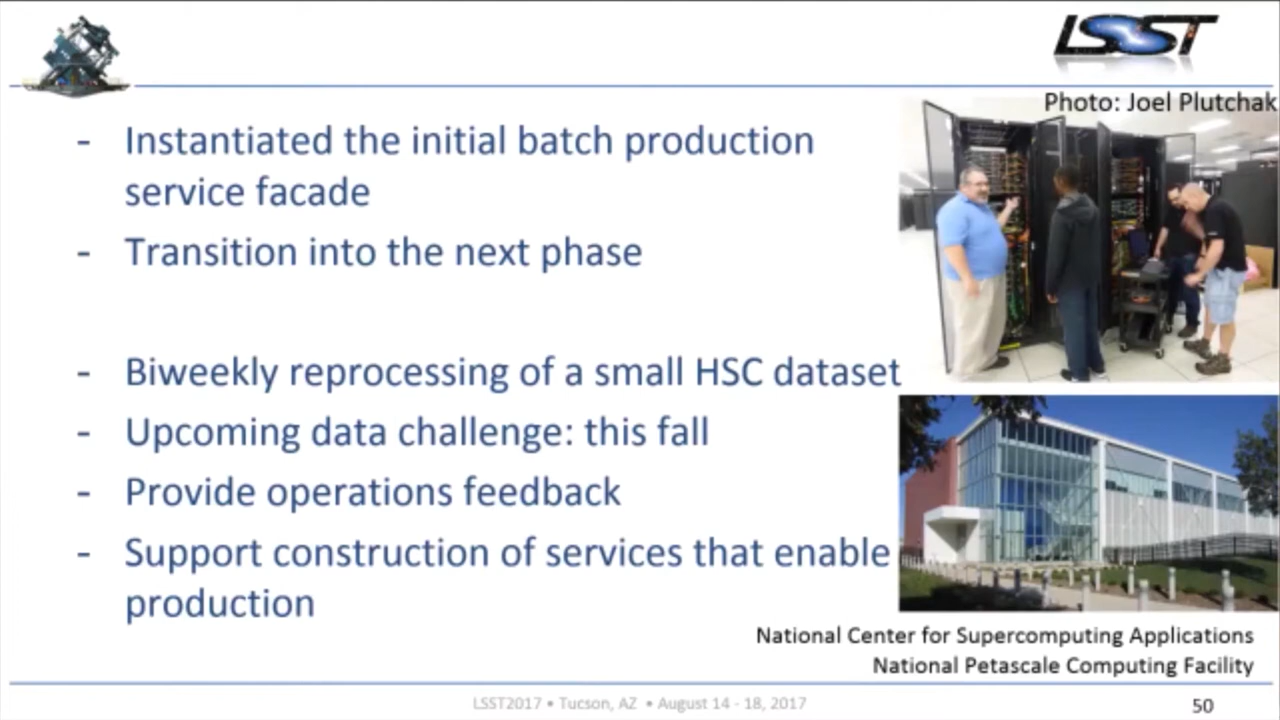 LSST
Photo: Joel Plutchak
- Instantiated the initial batch production
service facade
- Transition into the next phase
- Biweekly reprocessing of a small HSC dataset
- Upcoming data challenge: this fall
- Provide operations feedback
- Support construction of services that enable
production
National Center for Supercomputing Applications
National Petascale Computing Facility
LSST2017 • Tucson, AZ • August 14 - 18, 2017
50